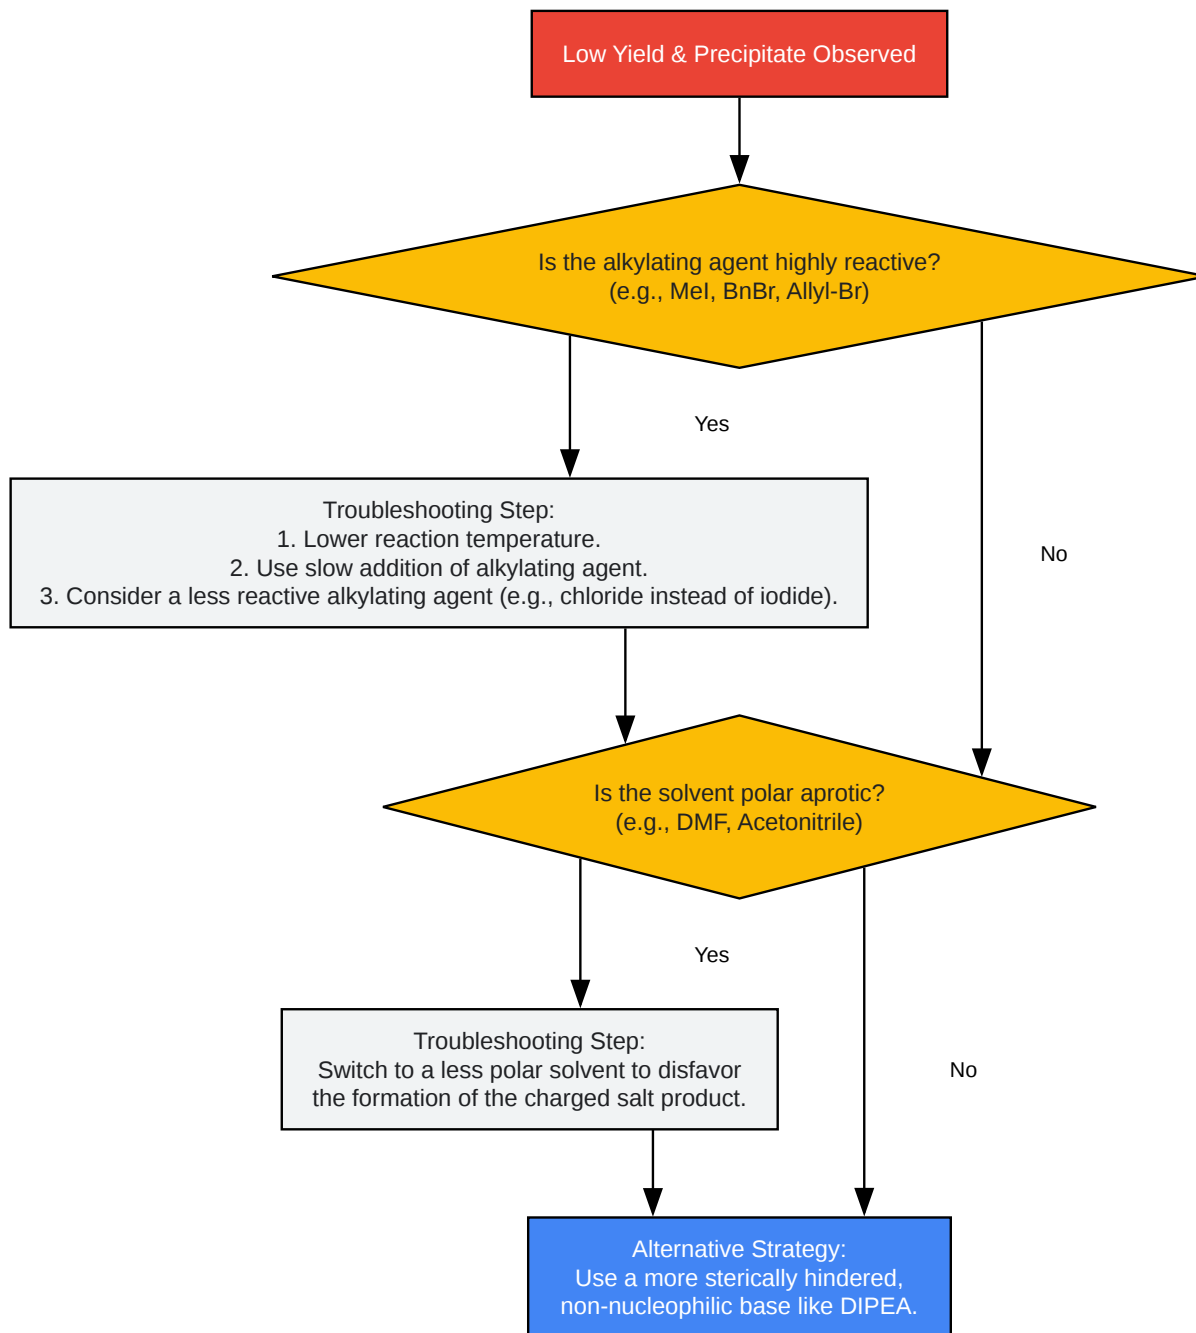 Low Yield & Precipitate Observed
Is the alkylating agent highly reactive?
(e.g., MeI, BnBr, Allyl-Br)
Yes
Troubleshooting Step:
1. Lower reaction temperature.
2. Use slow addition of alkylating agent.
3. Consider a less reactive alkylating agent (e.g., chloride instead of iodide).
No
Is the solvent polar aprotic?
(e.g., DMF, Acetonitrile)
Yes
Troubleshooting Step:
Switch to a less polar solvent to disfavor
the formation of the charged salt product.
No
Alternative Strategy:
Use a more sterically hindered,
non-nucleophilic base like DIPEA.